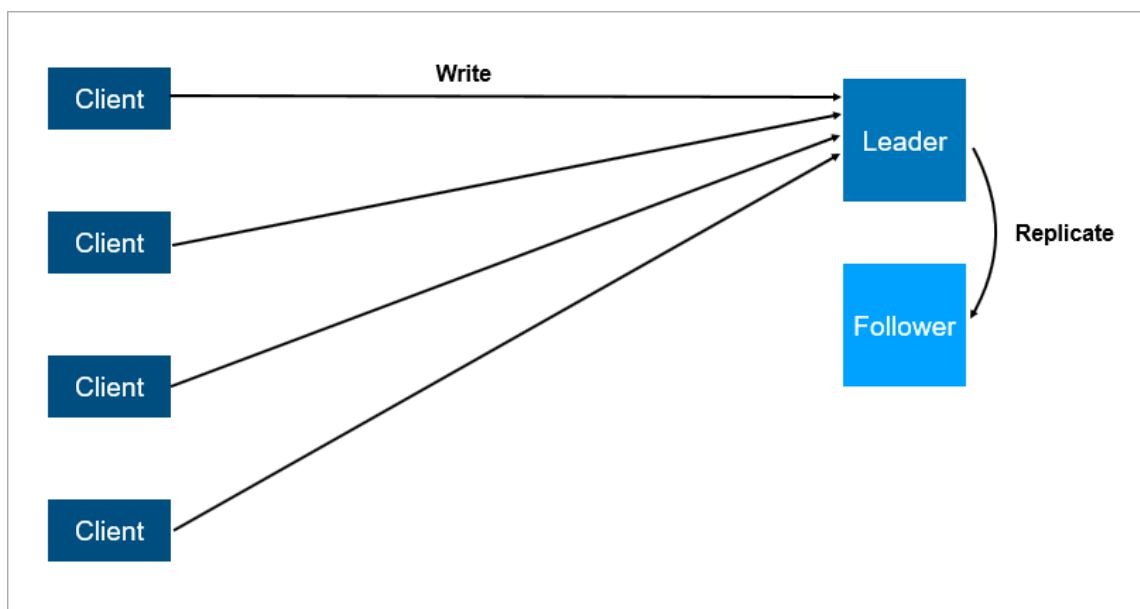 Client
Write
Leader
Client
Replicate
Follower
Client
Client